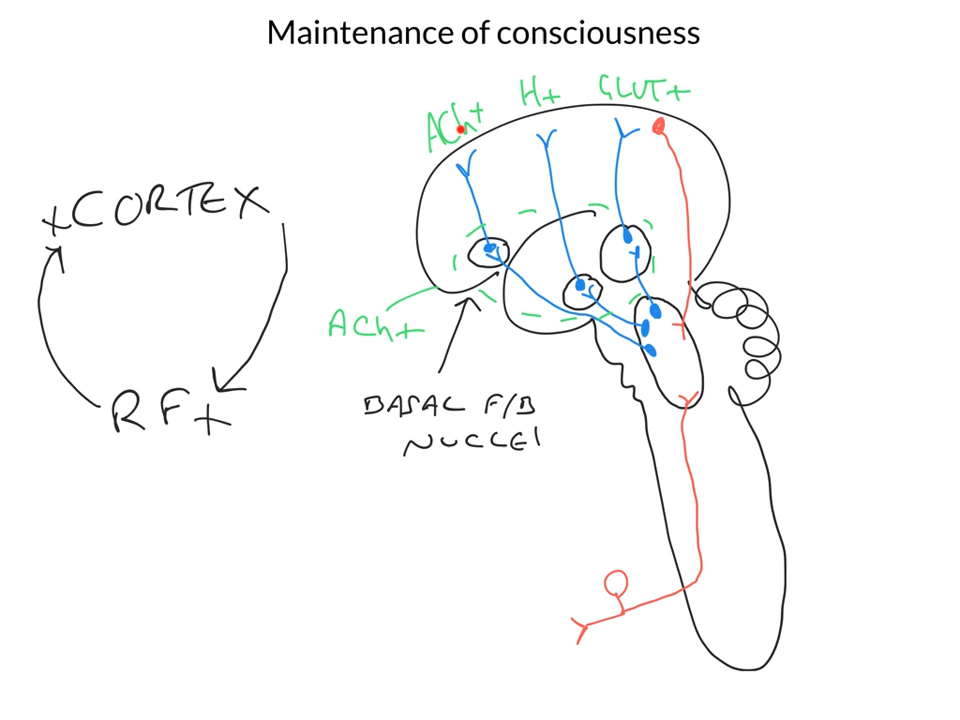 Maintenance of consciousness
ACh+
H+
GLUT+
+CORTEX
ACh+
RF+
BASAL F/B
NUCLEI